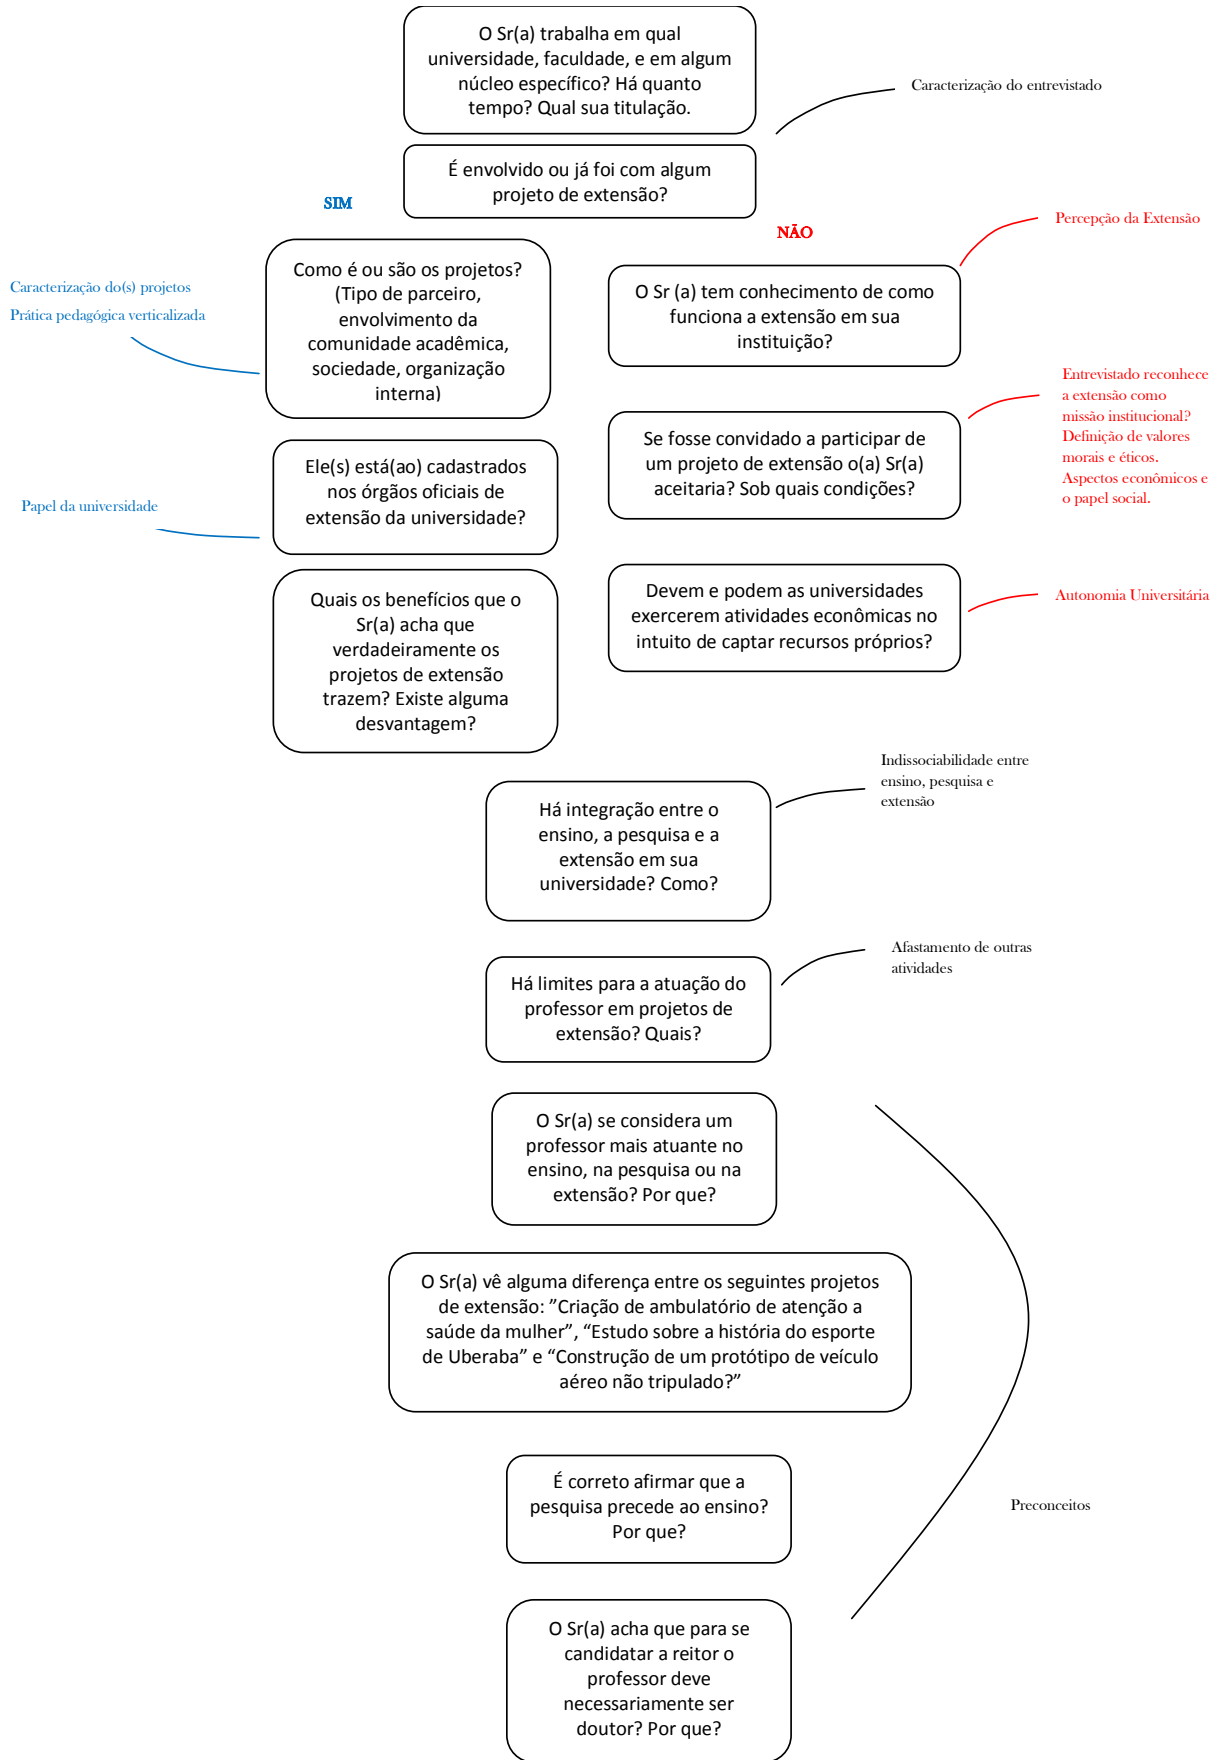 O Sr(a) trabalha em qual
universidade, faculdade, e em algum
núcleo específico? Há quanto
tempo? Qual sua titulação.
Caracterização do entrevistado
É envolvido ou já foi com algum
projeto de extensão?
SIM
NÃO
Percepção da Extensão
Como é ou são os projetos?
(Tipo de parceiro,
envolvimento da
comunidade acadêmica,
sociedade, organização
interna)
Caracterização do(s) projetos
Prática pedagógica verticalizada
O Sr (a) tem conhecimento de como
funciona a extensão em sua
instituição?
Entrevistado reconhece
a extensão como
missão institucional?
Definição de valores
morais e éticos.
Aspectos econômicos e
o papel social.
Se fosse convidado a participar de
um projeto de extensão o(a) Sr(a)
aceitaria? Sob quais condições?
Ele(s) está(ao) cadastrados
nos órgãos oficiais de
extensão da universidade?
Papel da universidade
Quais os benefícios que o
Sr(a) acha que
verdadeiramente os
projetos de extensão
trazem? Existe alguma
desvantagem?
Devem e podem as universidades
exercerem atividades econômicas no
intuito de captar recursos próprios?
Autonomia Universitária
Indissociabilidade entre
ensino, pesquisa e
extensão
Há integração entre o
ensino, a pesquisa e a
extensão em sua
universidade? Como?
Afastamento de outras
atividades
Há limites para a atuação do
professor em projetos de
extensão? Quais?
O Sr(a) se considera um
professor mais atuante no
ensino, na pesquisa ou na
extensão? Por que?
O Sr(a) vê alguma diferença entre os seguintes projetos
de extensão: ”Criação de ambulatório de atenção a
saúde da mulher”, “Estudo sobre a história do esporte
de Uberaba” e “Construção de um protótipo de veículo
aéreo não tripulado?”
É correto afirmar que a
pesquisa precede ao ensino?
Por que?
Preconceitos
O Sr(a) acha que para se
candidatar a reitor o
professor deve
necessariamente ser
doutor? Por que?